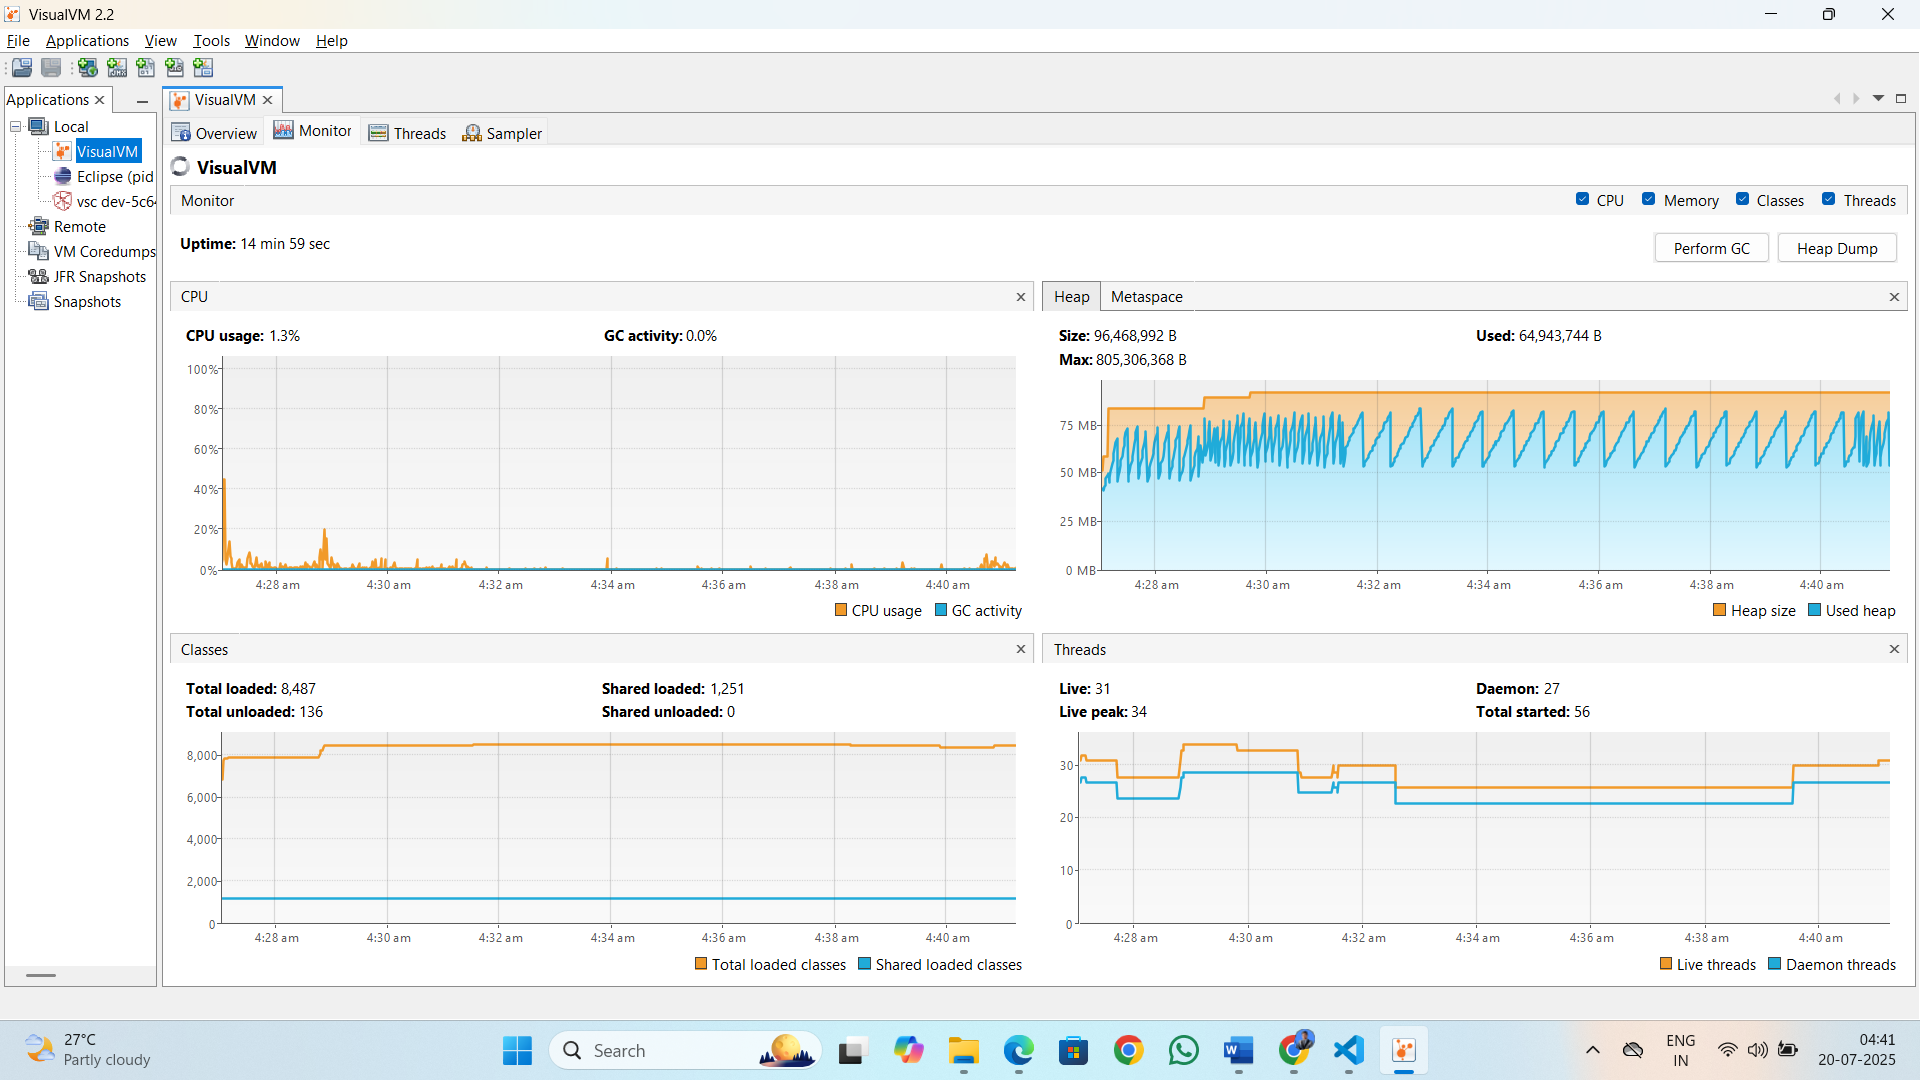 VisualVM 2.2
File Applications View Tools Window Help
Applications
VisualVM
Local
VisualVM
Eclipse (pid
vsc dev-5c6
Remote
VM Coredumps
JFR Snapshots
Snapshots
Overview Monitor Threads Sampler
VisualVM
Monitor CPU Memory Classes Threads
Uptime: 14 min 59 sec Perform GC Heap Dump
CPU
CPU usage: 1.3% GC activity: 0.0%
100%
80%
60%
40%
20%
0%
4:28 am 4:30 am 4:32 am 4:34 am 4:36 am 4:38 am 4:40 am
CPU usage GC activity
Heap Metaspace
Size: 96,468,992 B Used: 64,943,744 B
Max: 805,306,368 B
75 MB
50 MB
25 MB
0 MB
4:28 am 4:30 am 4:32 am 4:34 am 4:36 am 4:38 am 4:40 am
Heap size Used heap
Classes
Total loaded: 8,487 Shared loaded: 1,251
Total unloaded: 136 Shared unloaded: 0
8,000
6,000
4,000
2,000
0
4:28 am 4:30 am 4:32 am 4:34 am 4:36 am 4:38 am 4:40 am
Total loaded classes Shared loaded classes
Threads
Live: 31 Daemon: 27
Live peak: 34 Total started: 56
30
20
10
0
4:28 am 4:30 am 4:32 am 4:34 am 4:36 am 4:38 am 4:40 am
Live threads Daemon threads
27°C
Partly cloudy
Search
ENG
IN
04:41
20-07-2025